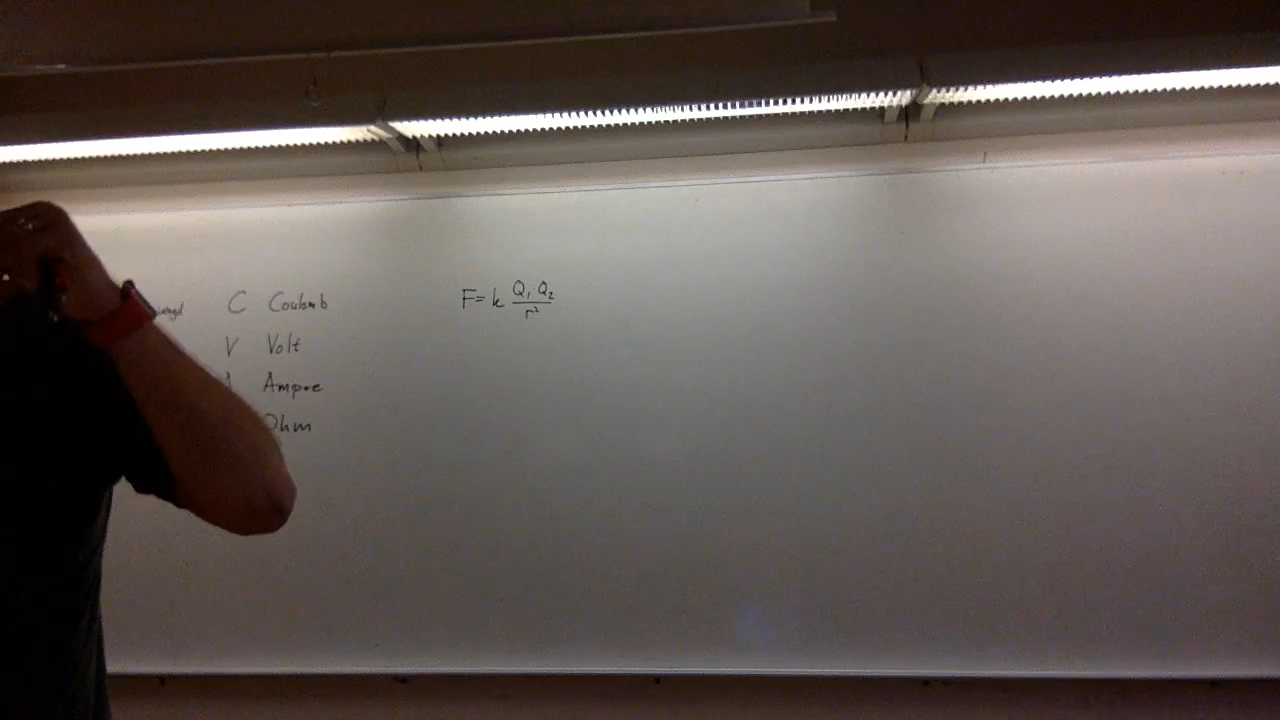 C Coulomb
V Volt
A Ampere
Ohm
F = k Q₁·Q₂ / r²